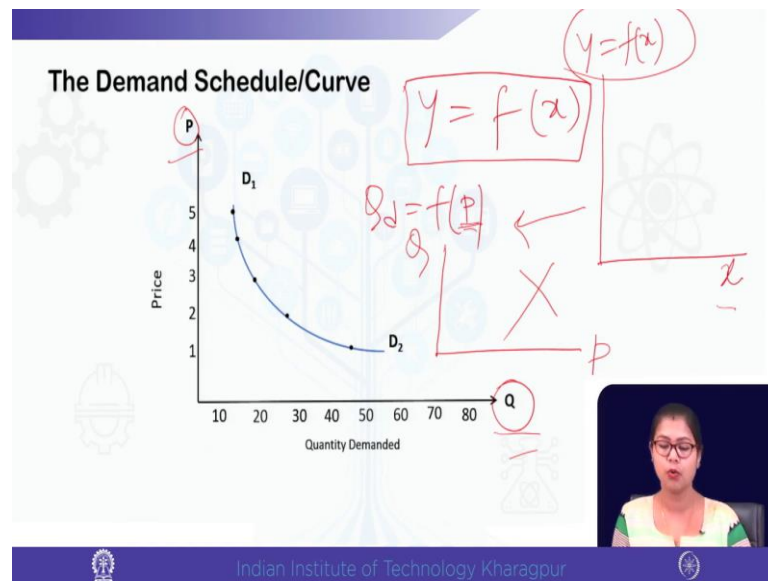 y = f(x)
The Demand Schedule/Curve
y = f(x)
P
D1
Qd = f(p)
Q
5
4
3
2
1
Price
x
D2
P
Q
10 20 30 40 50 60 70 80
Quantity Demanded
Indian Institute of Technology Kharagpur